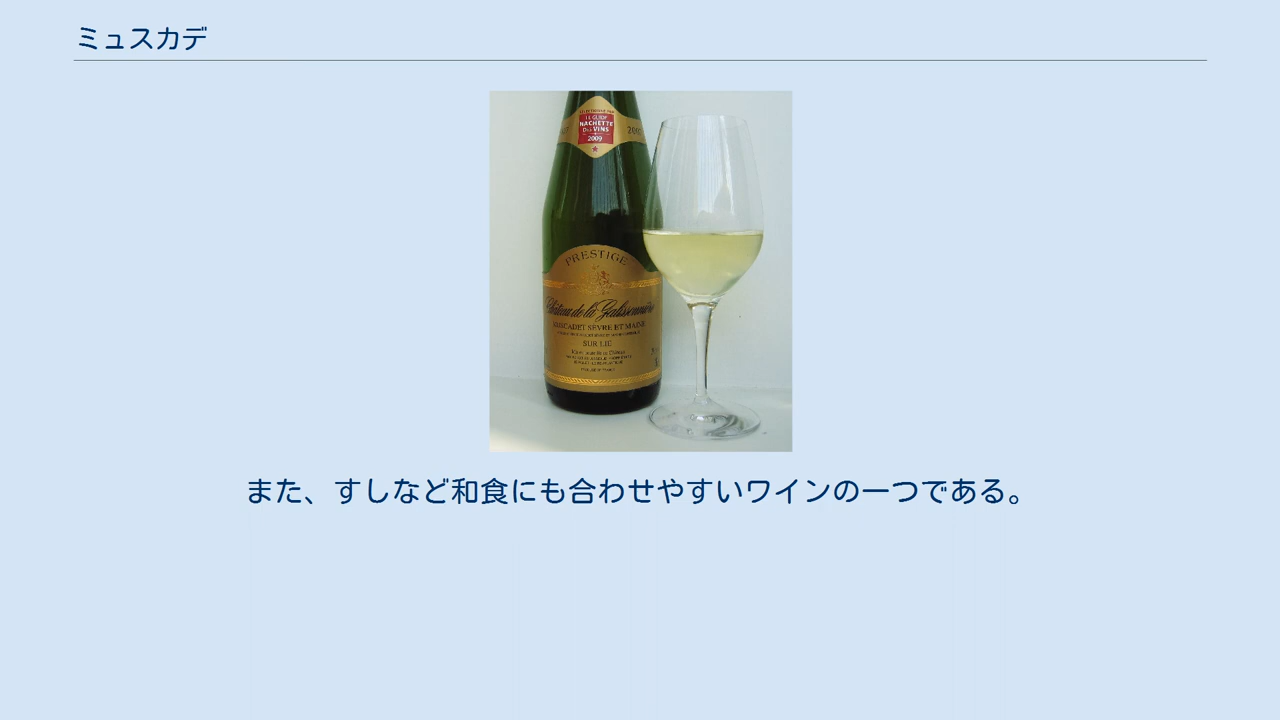 ミュスカデ
LE GUIDE
HACHETTE
DES VINS
2009
PRESTIGE
Château de la Galissonnière
MUSCADET SÈVRE ET MAINE
SUR LIE
また、すしなど和食にも合わせやすいワインの一つである。